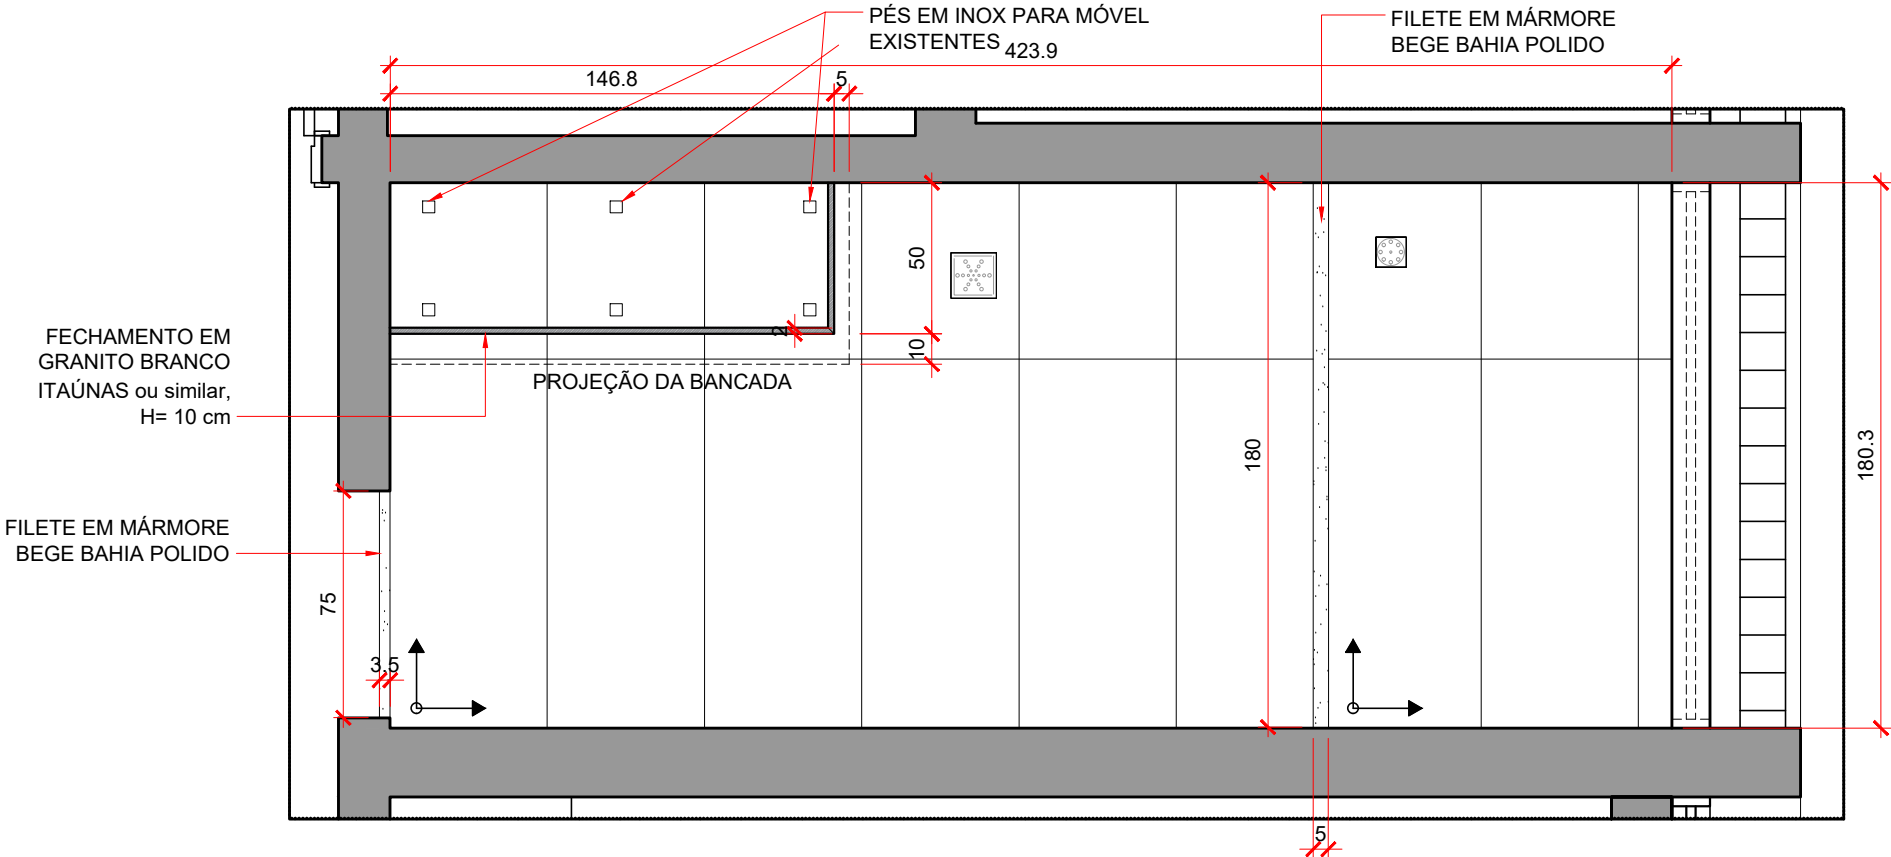 PÉS EM INOX PARA MÓVEL
EXISTENTES
FILETE EM MÁRMORE
BEGE BAHIA POLIDO
423.9
146.8
5
50
2
10
FECHAMENTO EM
GRANITO BRANCO
ITAÚNAS ou similar,
H= 10 cm
PROJEÇÃO DA BANCADA
180
180.3
FILETE EM MÁRMORE
BEGE BAHIA POLIDO
75
3.5
5